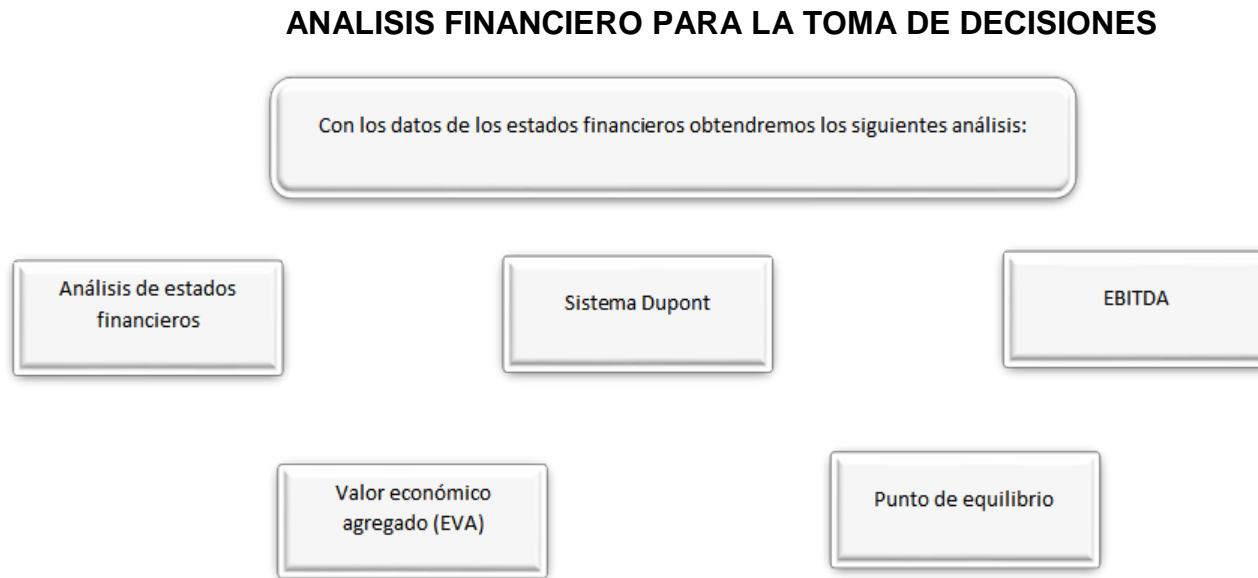 ANALISIS FINANCIERO PARA LA TOMA DE DECISIONES
Con los datos de los estados financieros obtendremos los siguientes análisis:
Análisis de estados
financieros
Sistema Dupont
EBITDA
Valor económico
agregado (EVA)
Punto de equilibrio